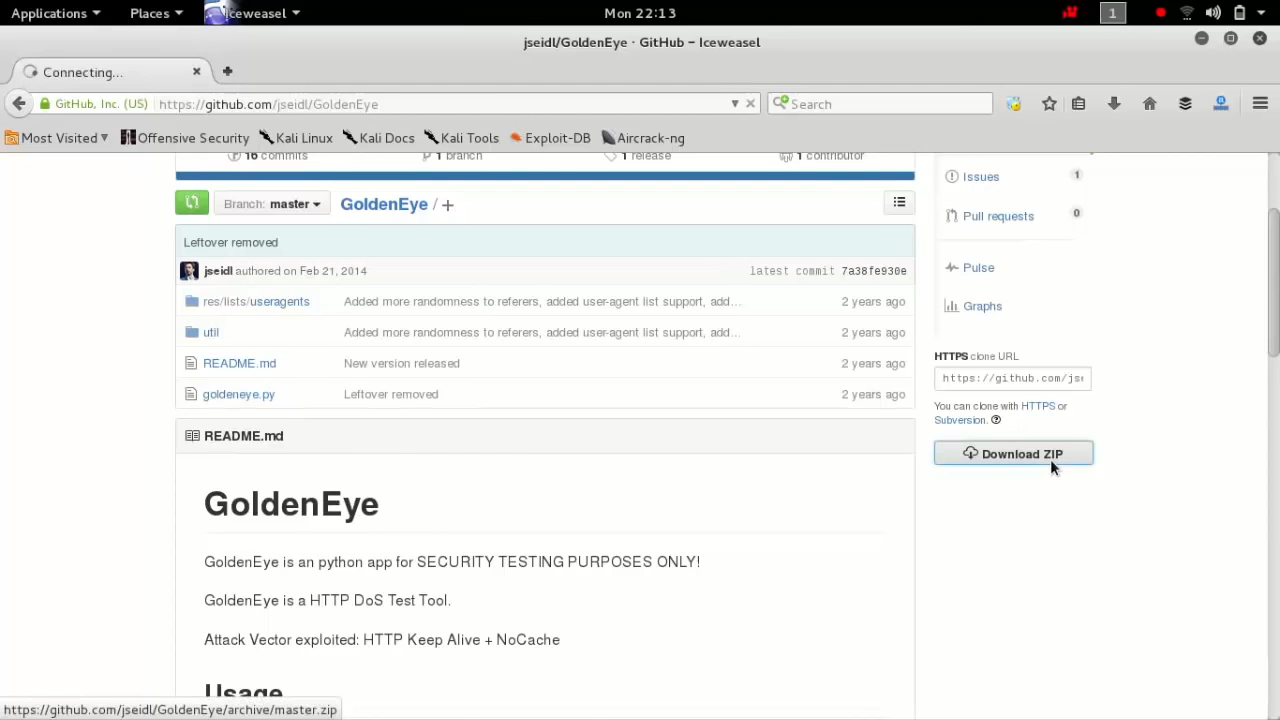 Applications Places Iceweasel Mon 22:13 1
jseidl/GoldenEye · GitHub - Iceweasel
Connecting...
GitHub, Inc. (US) https://github.com/jseidl/GoldenEye Search
Most Visited Offensive Security Kali Linux Kali Docs Kali Tools Exploit-DB Aircrack-ng
16 commits 1 branch 1 release 1 contributor
Issues 1
Branch: master GoldenEye / +
Pull requests 0
Leftover removed
jseidl authored on Feb 21, 2014 latest commit 7a38fe930e
Pulse
res/lists/useragents Added more randomness to referers, added user-agent list support, add… 2 years ago
Graphs
util Added more randomness to referers, added user-agent list support, add… 2 years ago
HTTPS clone URL
README.md New version released 2 years ago
https://github.com/jse
goldeneye.py Leftover removed 2 years ago
You can clone with HTTPS or
Subversion.
README.md
Download ZIP
GoldenEye
GoldenEye is an python app for SECURITY TESTING PURPOSES ONLY!
GoldenEye is a HTTP DoS Test Tool.
Attack Vector exploited: HTTP Keep Alive + NoCache
Usage
https://github.com/jseidl/GoldenEye/archive/master.zip